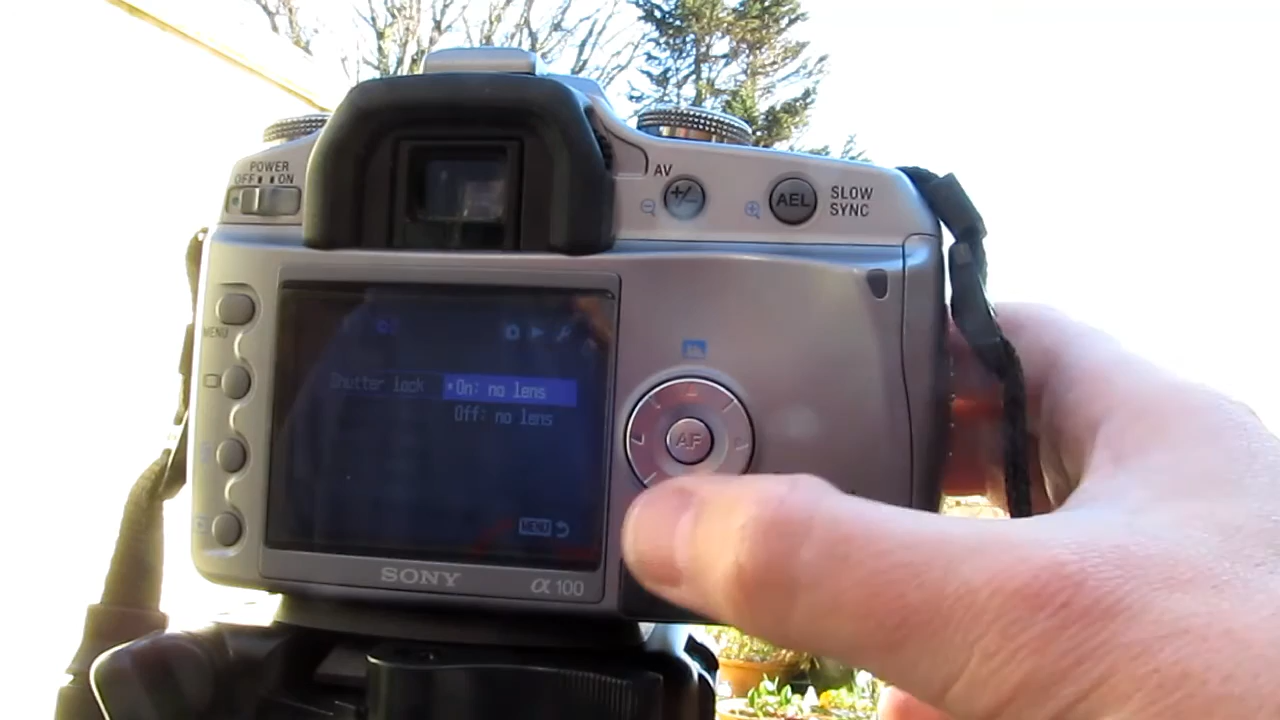 POWER
OFF ON
AV
+/-
AEL
SLOW
SYNC
MENU
Shutter lock
On: no lens
Off: no lens
AF
MENU
SONY
α100